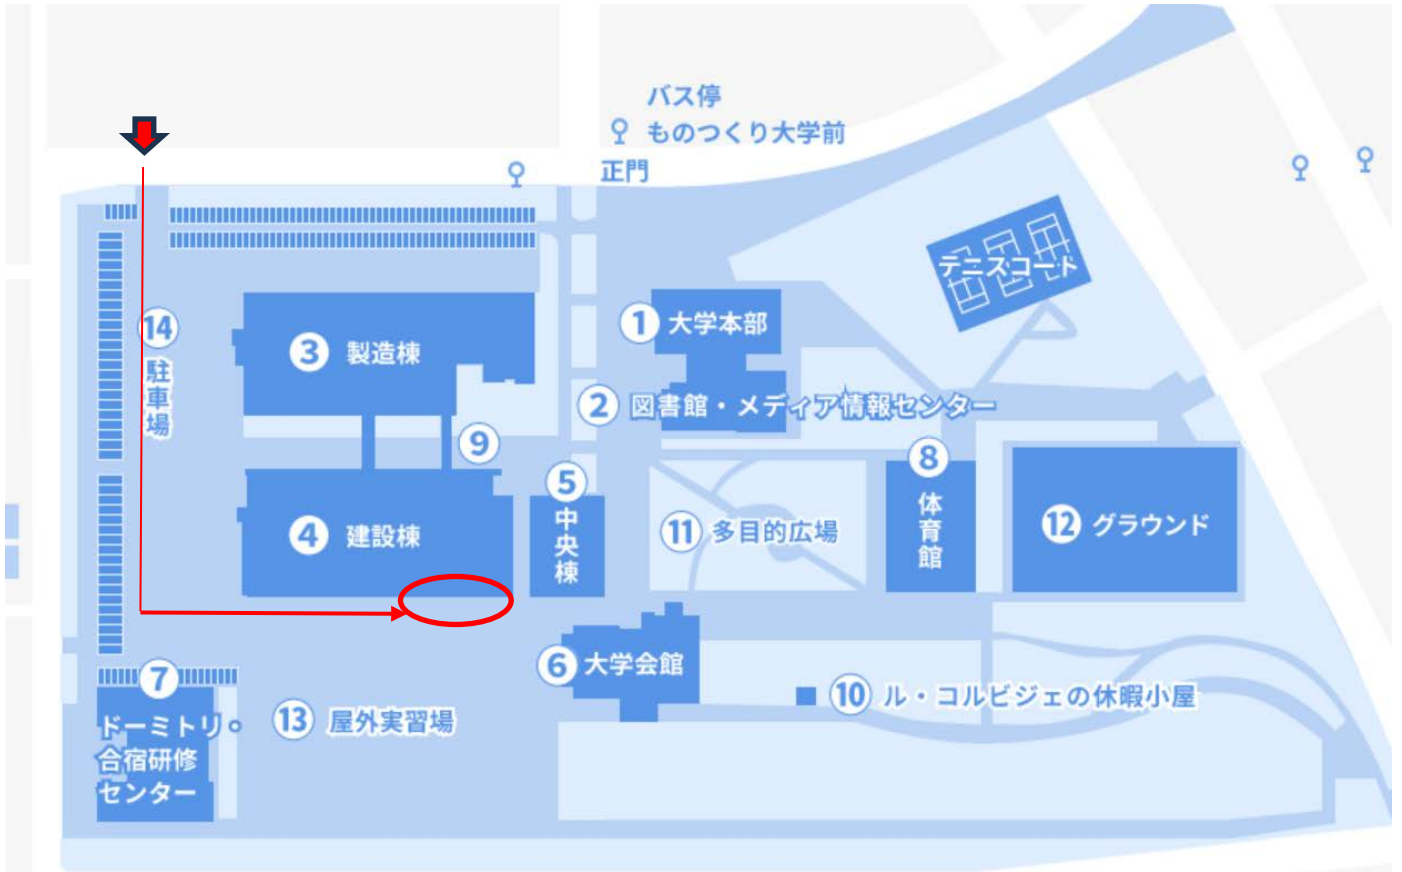 バス停
ものつくり大学前
正門
テニスコート
1 大学本部
14 駐車場
3 製造棟
2 図書館・メディア情報センター
9
8 体育館
5 中央棟
4 建設棟
11 多目的広場
12 グラウンド
6 大学会館
7 ドーミトリ・
合宿研修
センター
10 ル・コルビジェの休暇小屋
13 屋外実習場